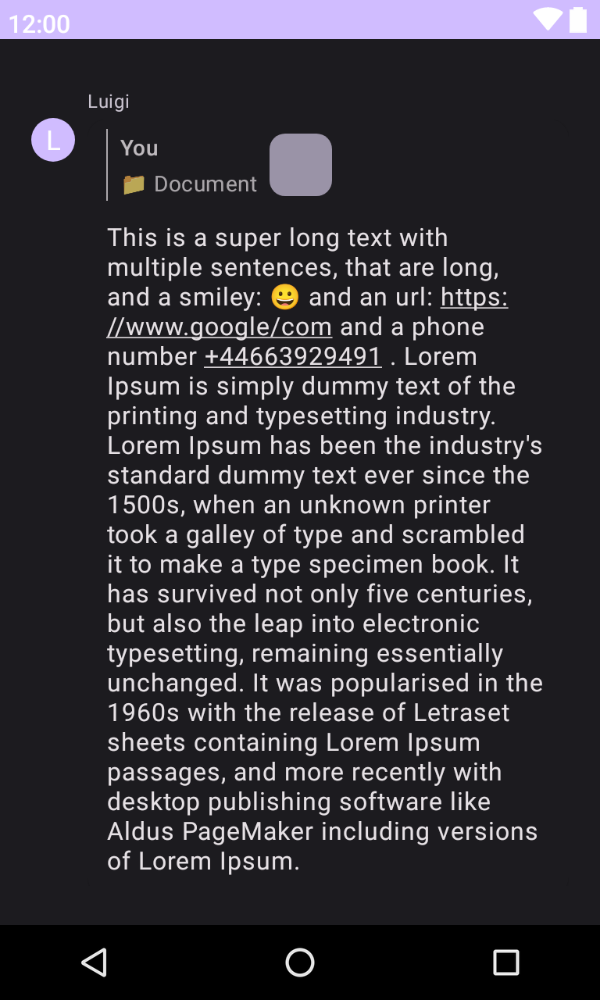 12:00
Luigi
L
You
📁 Document
This is a super long text with
multiple sentences, that are long,
and a smiley: 😀 and an url: https:
//www.google/com and a phone
number +44663929491 . Lorem
Ipsum is simply dummy text of the
printing and typesetting industry.
Lorem Ipsum has been the industry's
standard dummy text ever since the
1500s, when an unknown printer
took a galley of type and scrambled
it to make a type specimen book. It
has survived not only five centuries,
but also the leap into electronic
typesetting, remaining essentially
unchanged. It was popularised in the
1960s with the release of Letraset
sheets containing Lorem Ipsum
passages, and more recently with
desktop publishing software like
Aldus PageMaker including versions
of Lorem Ipsum.